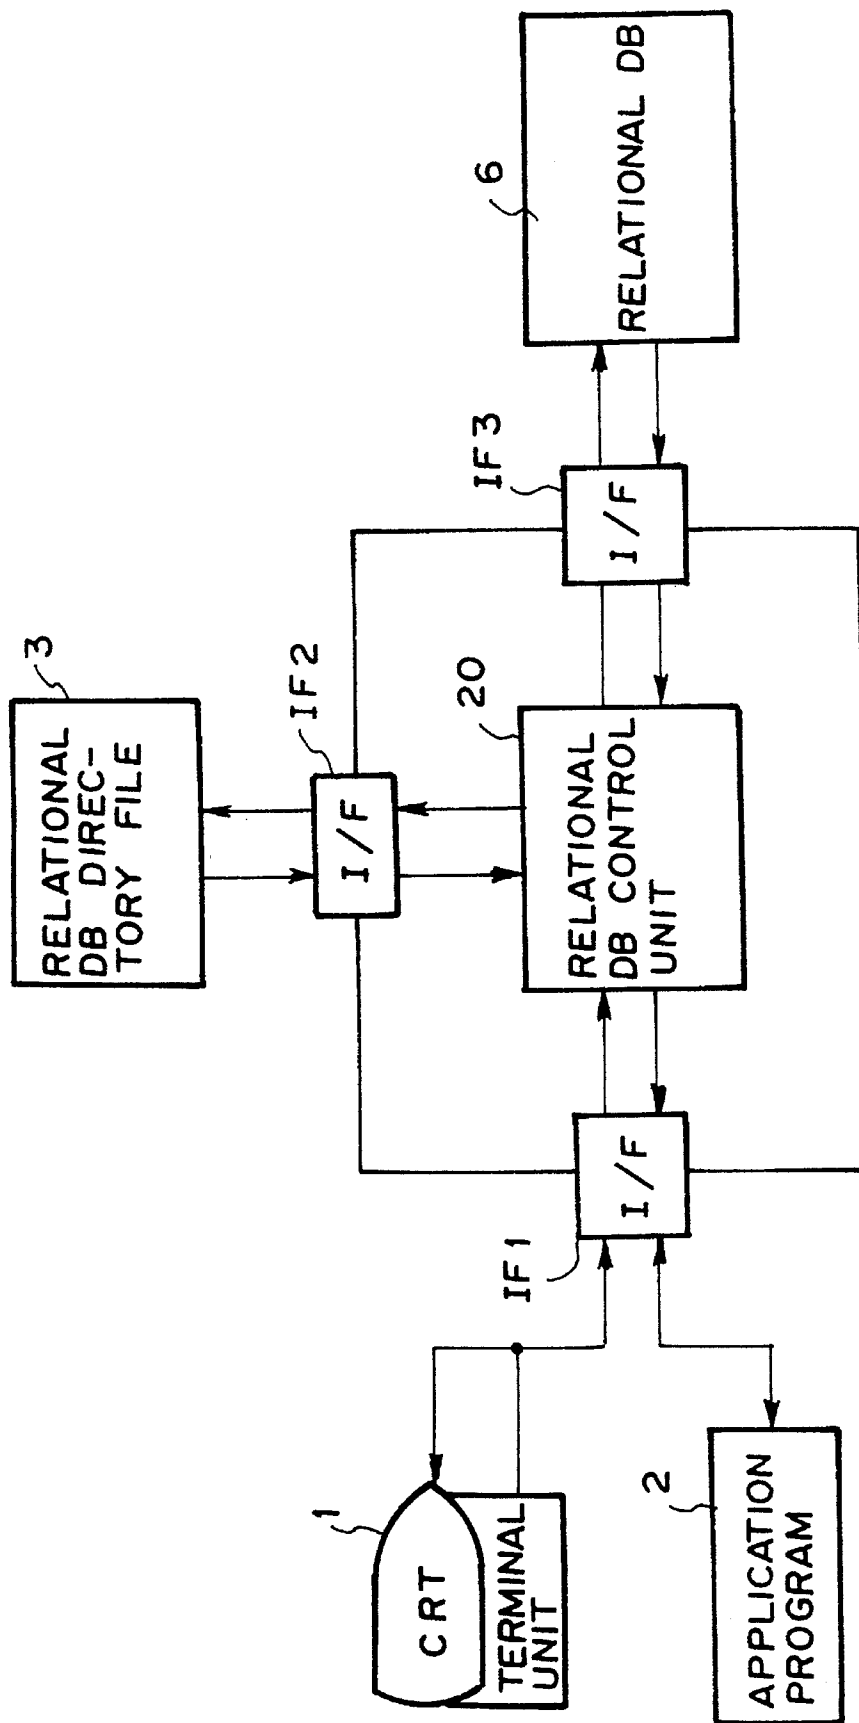 3
RELATIONAL
DB DIREC-
TORY FILE
IF2
I/F
1
CRT
TERMINAL
UNIT
IF1
I/F
20
RELATIONAL
DB CONTROL
UNIT
IF3
I/F
6
RELATIONAL DB
2
APPLICATION
PROGRAM